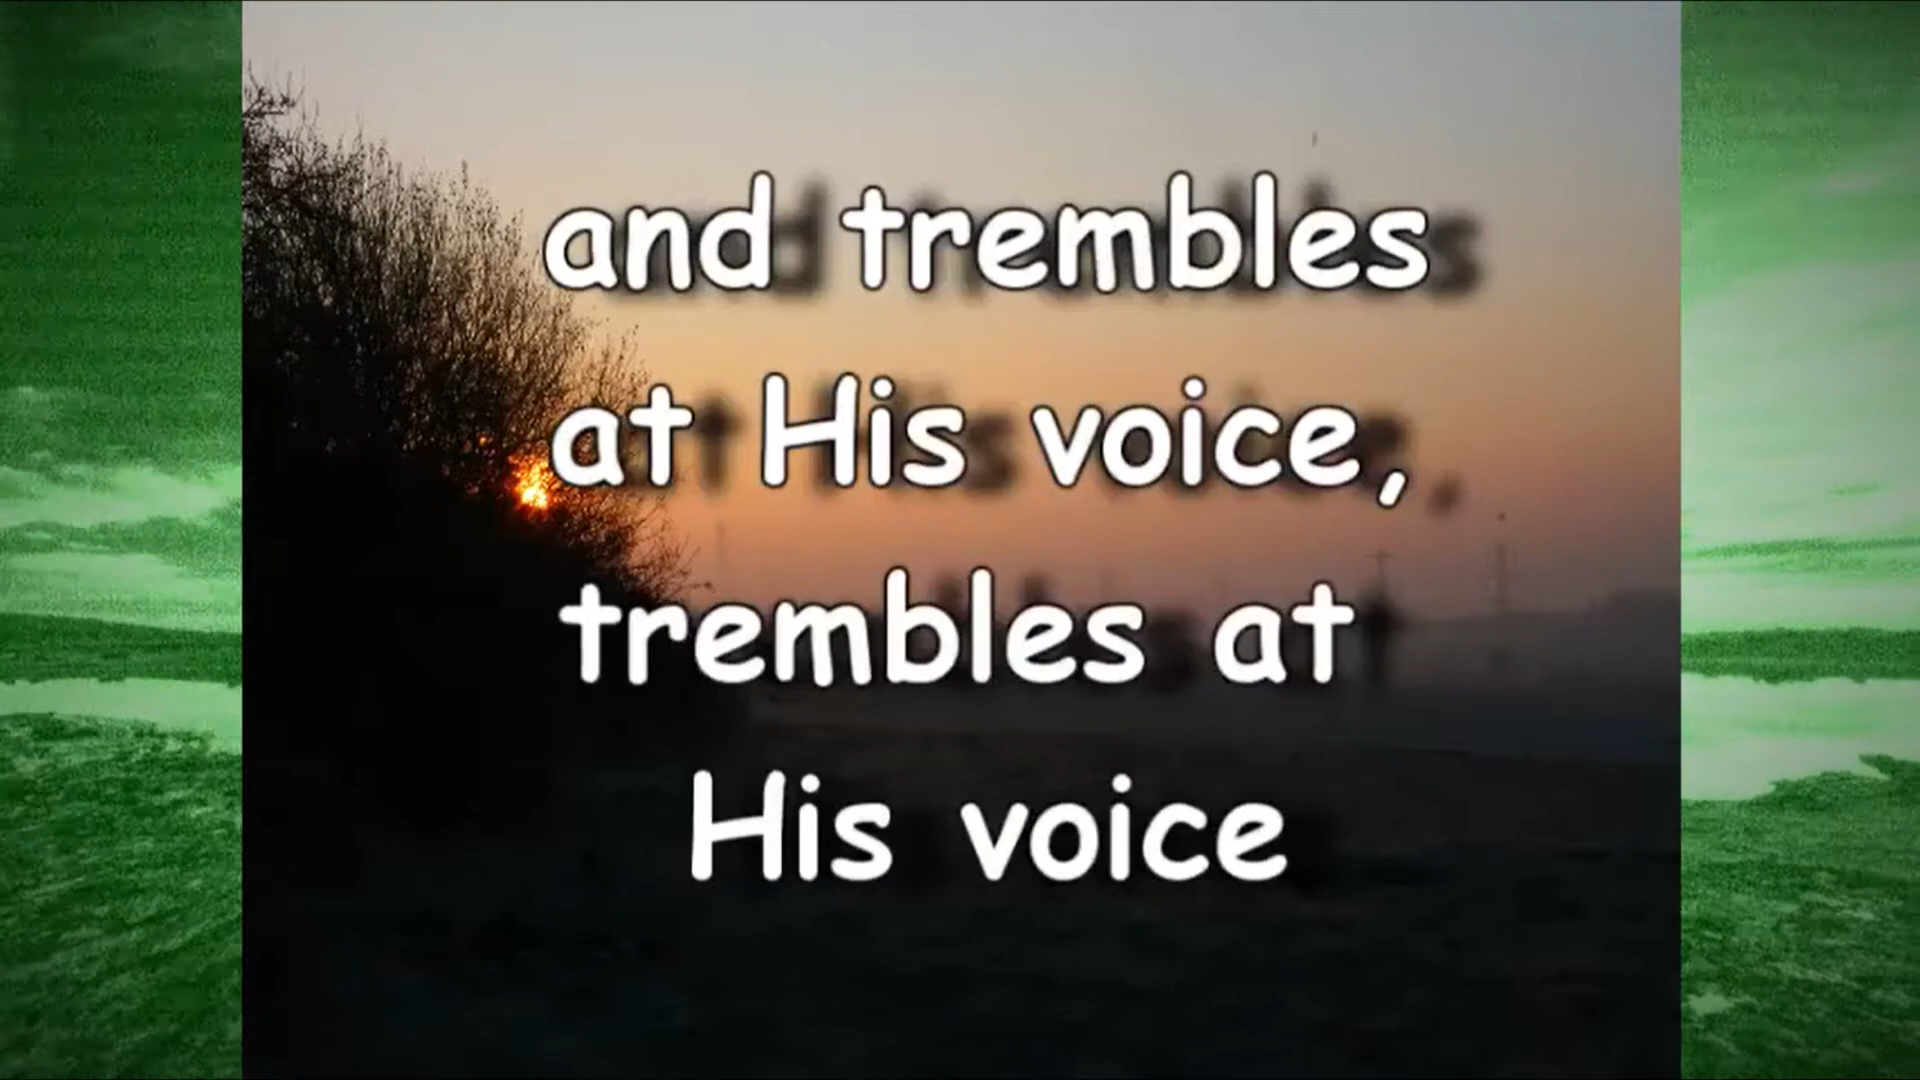 and trembles
at His voice,
trembles at
His voice